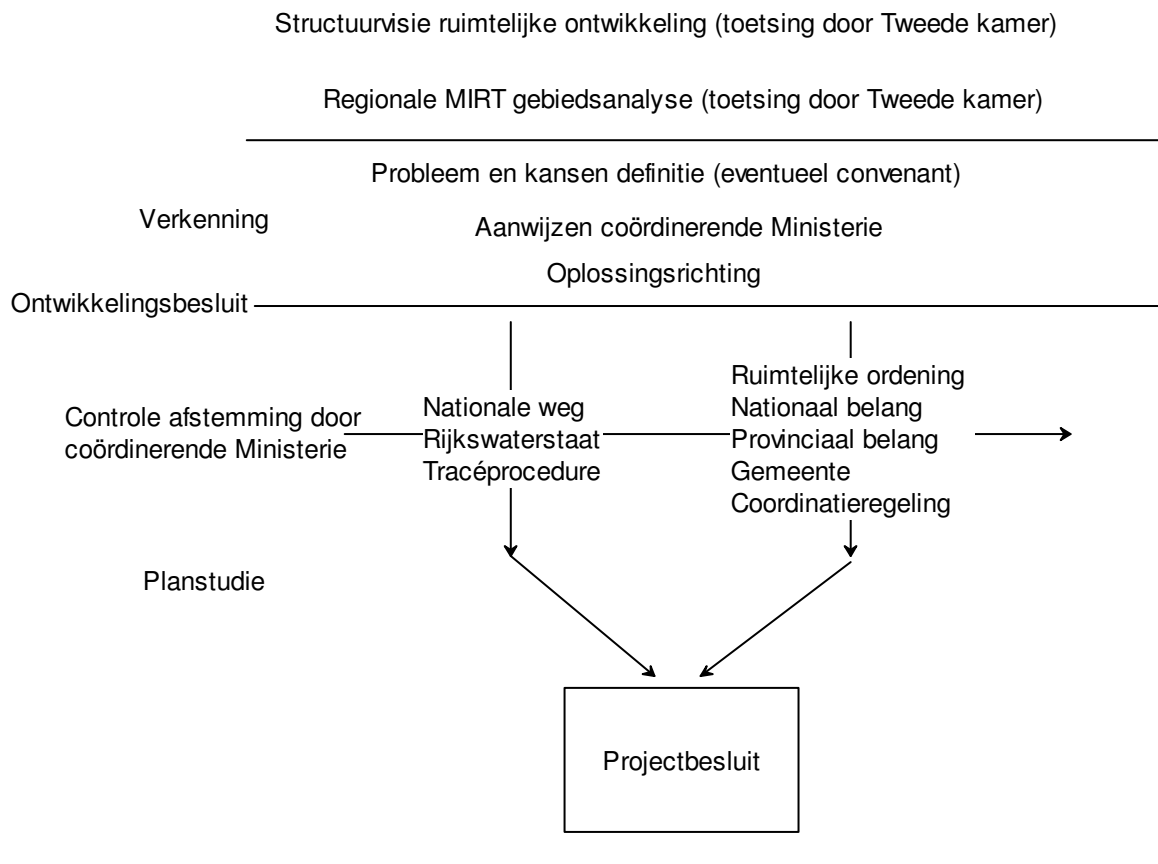 Structuurvisie ruimtelijke ontwikkeling (toetsing door Tweede kamer)
Regionale MIRT gebiedsanalyse (toetsing door Tweede kamer)
Probleem en kansen definitie (eventueel convenant)
Verkenning
Aanwijzen coördinerende Ministerie
Oplossingsrichting
Ontwikkelingsbesluit
Controle afstemming door
coördinerende Ministerie
Nationale weg
Rijkswaterstaat
Tracéprocedure
Ruimtelijke ordening
Nationaal belang
Provinciaal belang
Gemeente
Coordinatieregeling
Planstudie
Projectbesluit